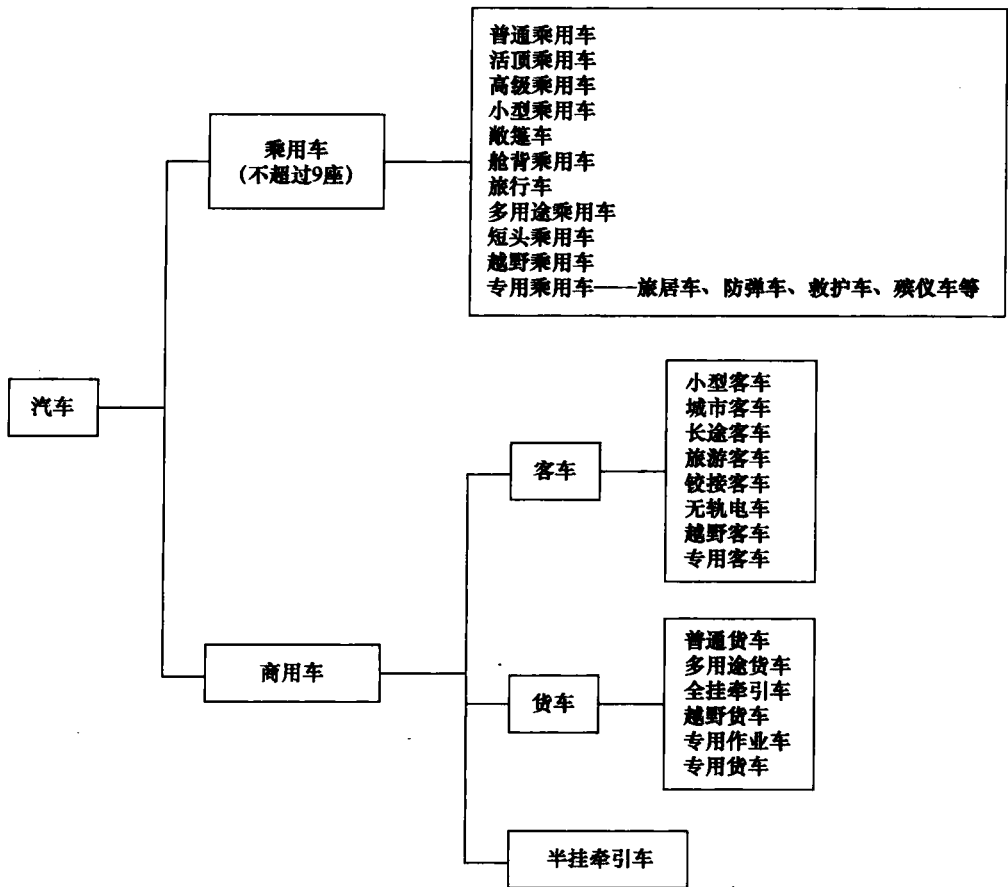 普通乘用车
活顶乘用车
高级乘用车
小型乘用车
敞篷车
舱背乘用车
旅行车
多用途乘用车
短头乘用车
越野乘用车
专用乘用车——旅居车、防弹车、救护车、殡仪车等
乘用车
(不超过9座)
汽车
小型客车
城市客车
长途客车
旅游客车
铰接客车
无轨电车
越野客车
专用客车
客车
商用车
普通货车
多用途货车
全挂牵引车
越野货车
专用作业车
专用货车
货车
半挂牵引车